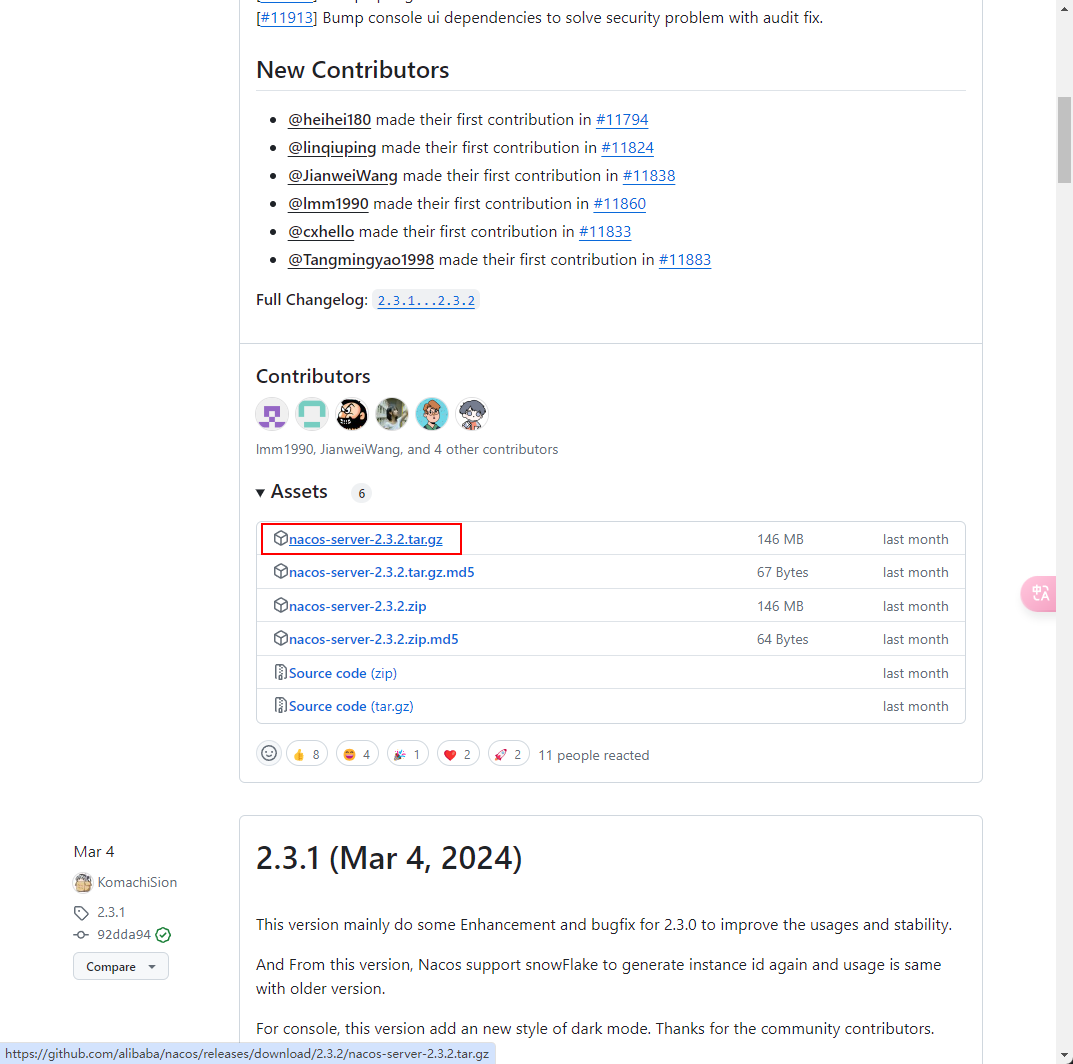 [#11913] Bump console ui dependencies to solve security problem with audit fix.
New Contributors
@heihei180 made their first contribution in #11794
@linqiuping made their first contribution in #11824
@JianweiWang made their first contribution in #11838
@lmm1990 made their first contribution in #11860
@cxhello made their first contribution in #11833
@Tangmingyao1998 made their first contribution in #11883
Full Changelog: 2.3.1...2.3.2
Contributors
lmm1990, JianweiWang, and 4 other contributors
Assets 6
nacos-server-2.3.2.tar.gz 146 MB last month
nacos-server-2.3.2.tar.gz.md5 67 Bytes last month
nacos-server-2.3.2.zip 146 MB last month
nacos-server-2.3.2.zip.md5 64 Bytes last month
Source code (zip) last month
Source code (tar.gz) last month
8 4 1 2 2 11 people reacted
Mar 4
KomachiSion
2.3.1
92dda94
Compare
2.3.1 (Mar 4, 2024)
This version mainly do some Enhancement and bugfix for 2.3.0 to improve the usages and stability.
And From this version, Nacos support snowFlake to generate instance id again and usage is same
with older version.
For console, this version add an new style of dark mode. Thanks for the community contributors.
https://github.com/alibaba/nacos/releases/download/2.3.2/nacos-server-2.3.2.tar.gz